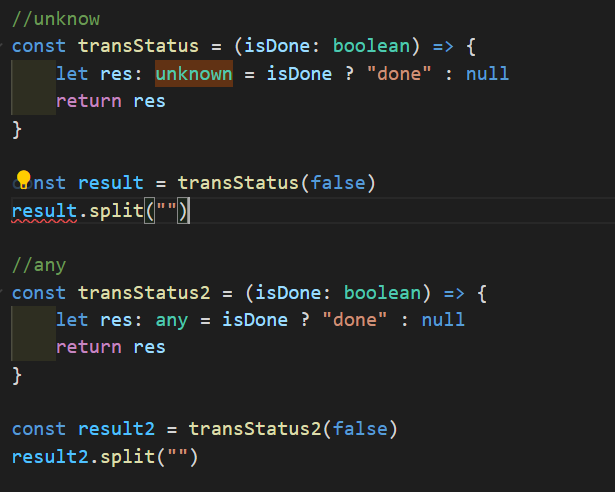 //unknow
const transStatus = (isDone: boolean) => {
    let res: unknown = isDone ? "done" : null
    return res
}
const result = transStatus(false)
result.split("")
//any
const transStatus2 = (isDone: boolean) => {
    let res: any = isDone ? "done" : null
    return res
}
const result2 = transStatus2(false)
result2.split("")